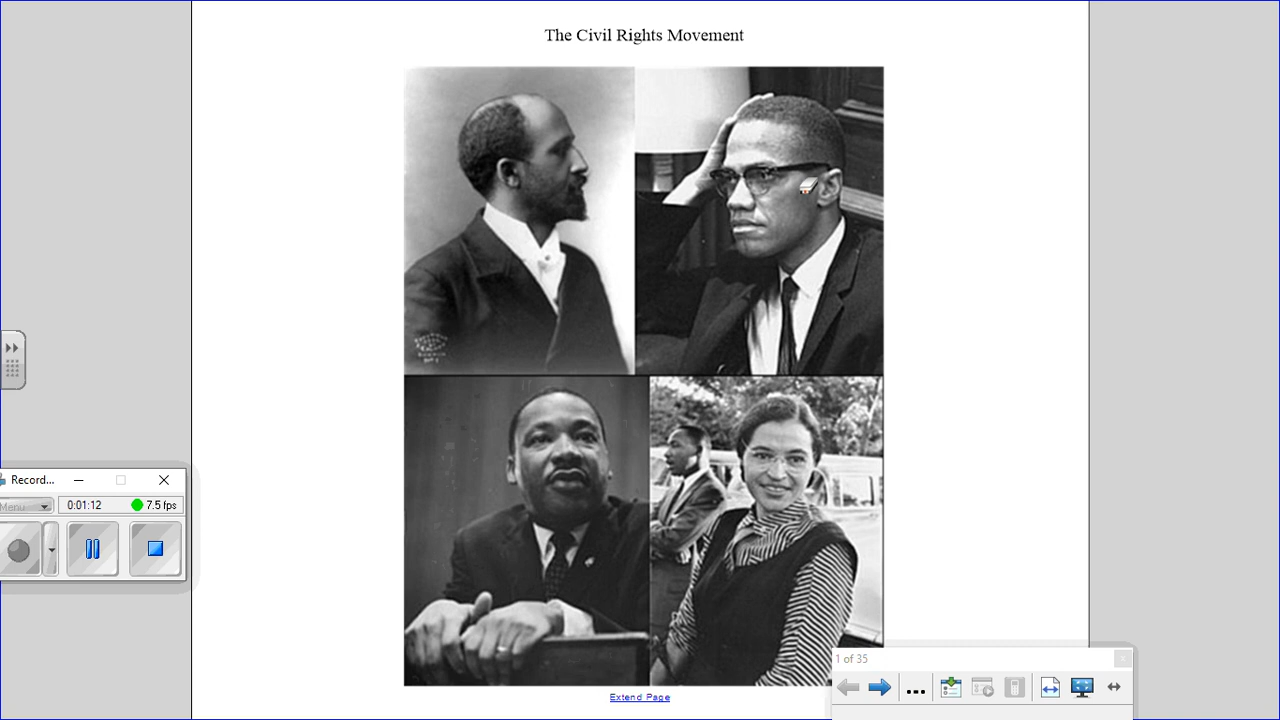 The Civil Rights Movement
Record...
Menu
0:01:12
7.5 fps
Extend Page
1 of 35
...